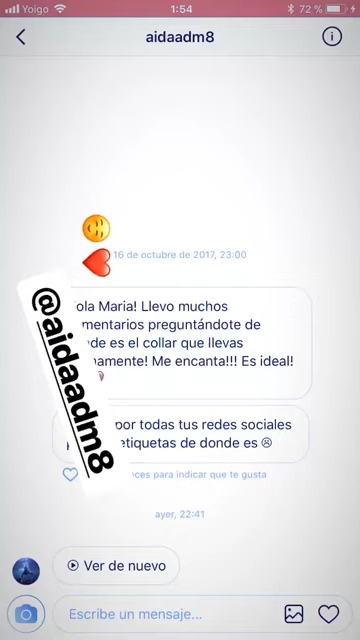 Yoigo
1:54
72 %
aidaadm8
16 de octubre de 2017, 23:00
ola Maria! Llevo muchos
mentarios preguntándote de
de es el collar que llevas
namente! Me encanta!!! Es ideal!
por todas tus redes sociales
etiquetas de donde es
ces para indicar que te gusta
@aidaadm8
ayer, 22:41
Ver de nuevo
Escribe un mensaje...